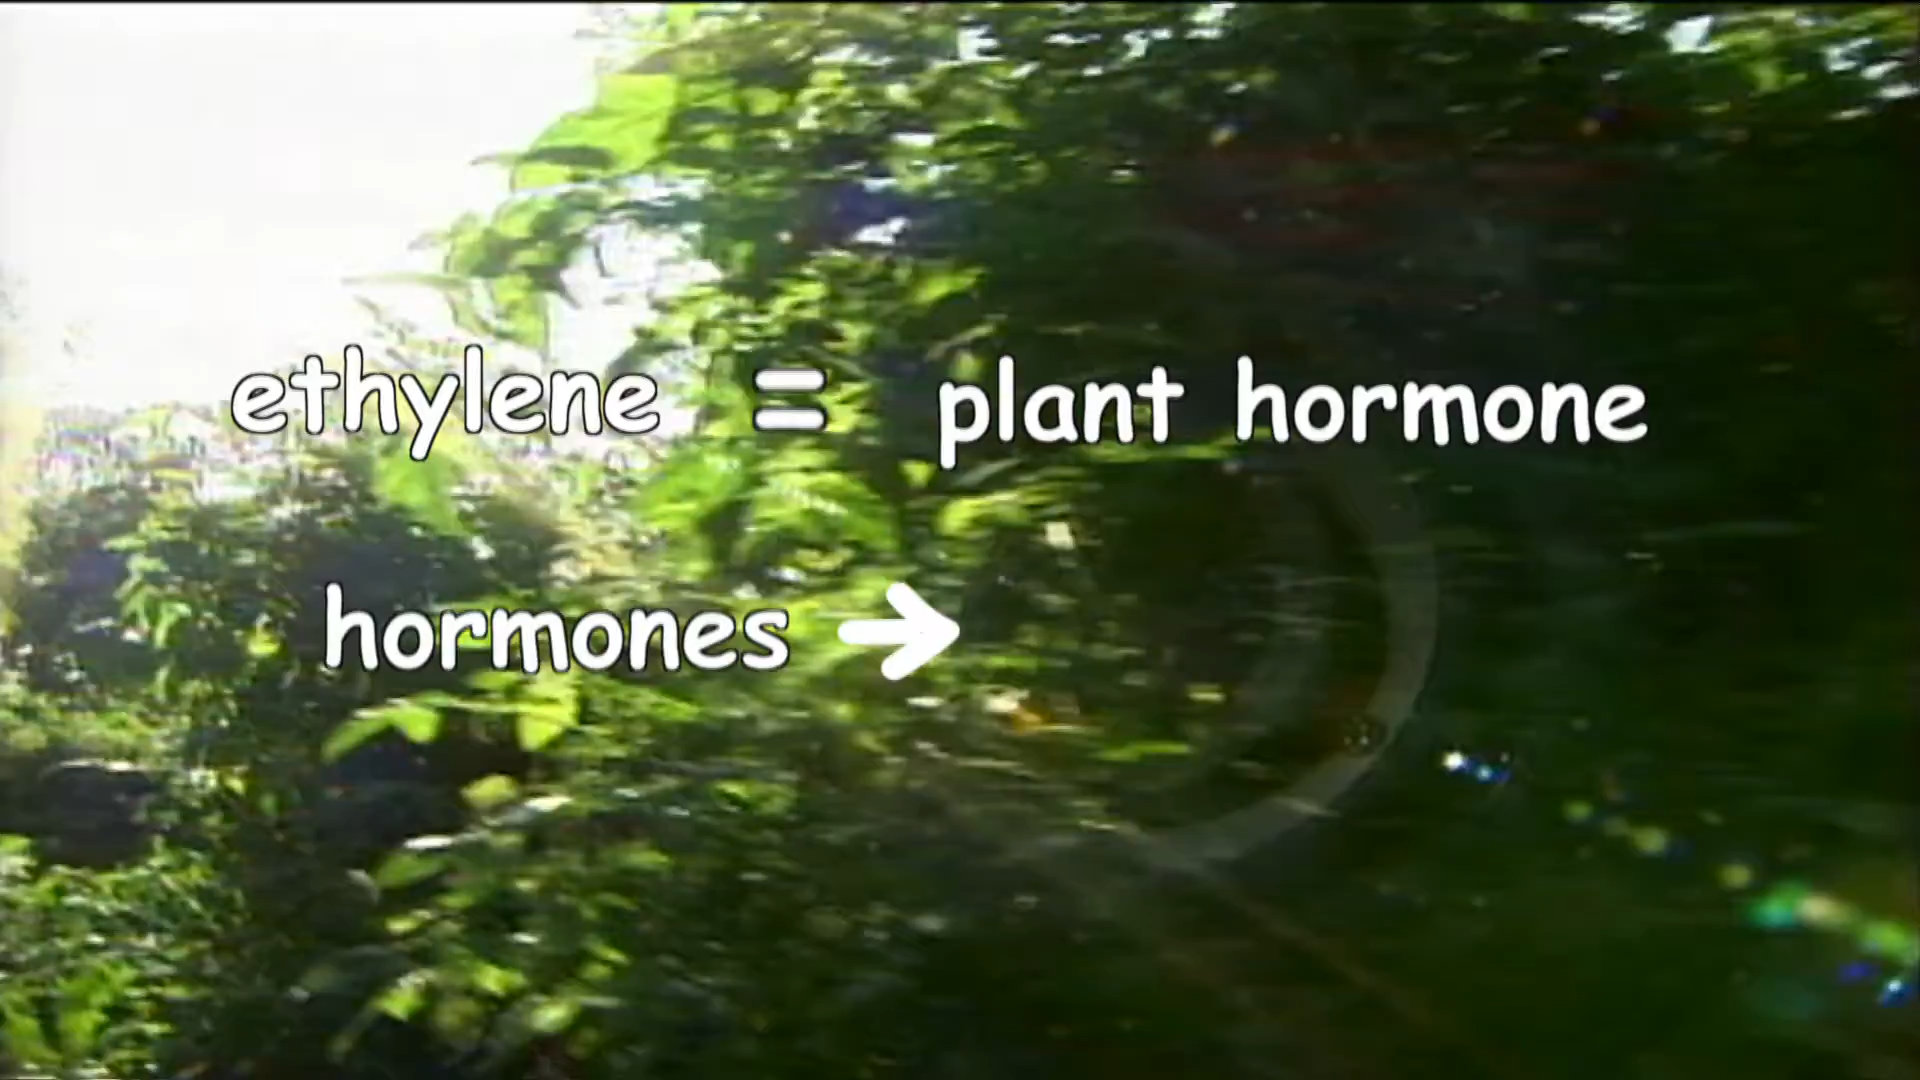 ethylene = plant hormone
hormones →